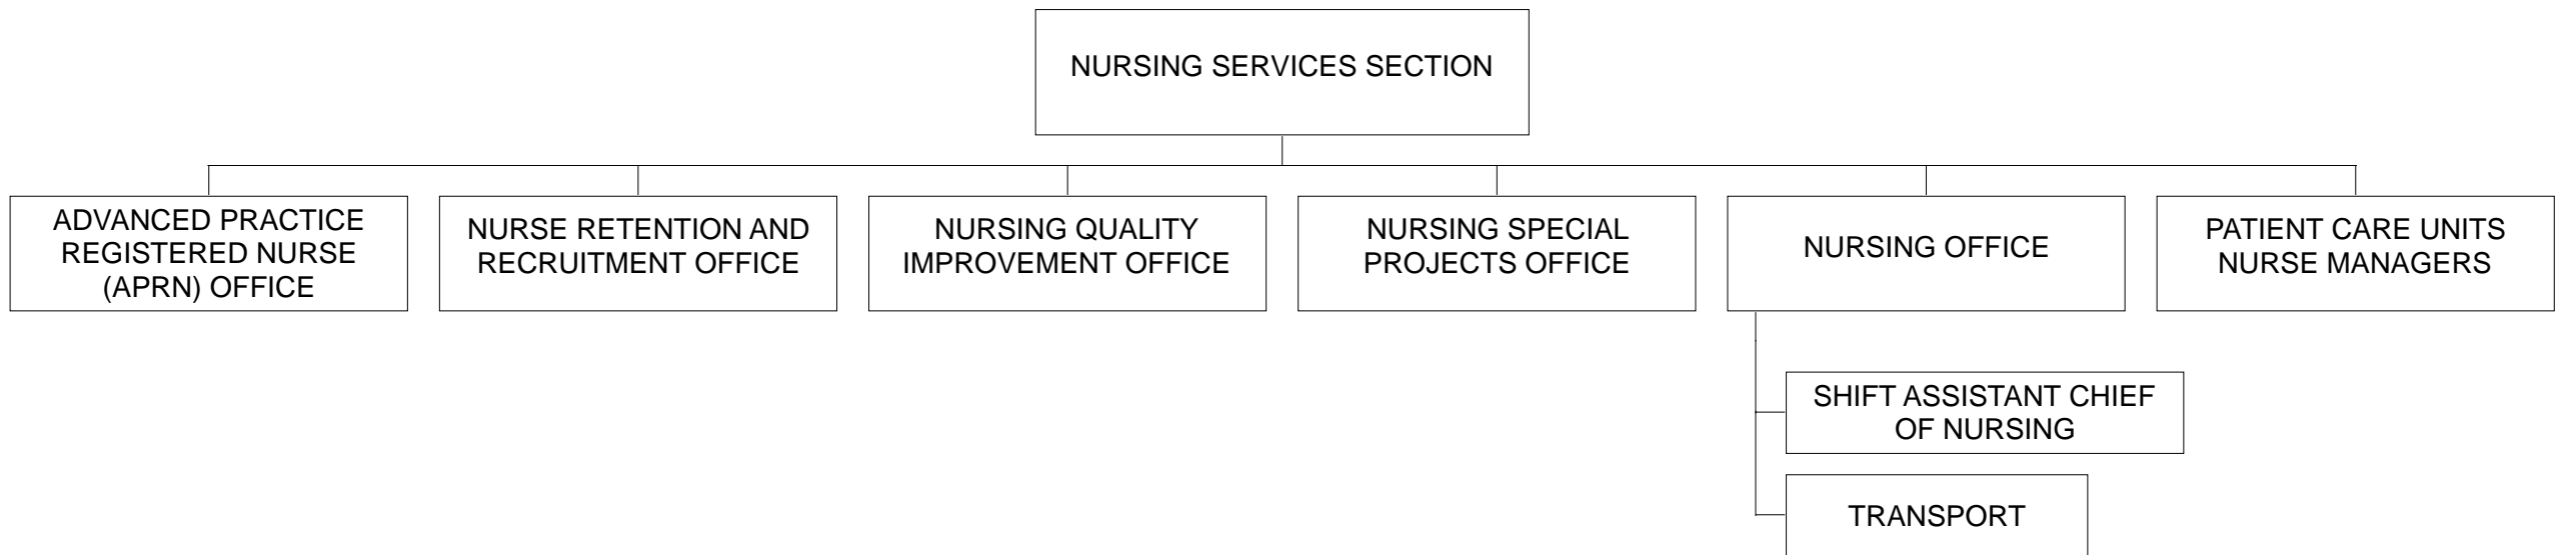 NURSING SERVICES SECTION
ADVANCED PRACTICE
REGISTERED NURSE
(APRN) OFFICE
NURSE RETENTION AND
RECRUITMENT OFFICE
NURSING QUALITY
IMPROVEMENT OFFICE
NURSING SPECIAL
PROJECTS OFFICE
NURSING OFFICE
PATIENT CARE UNITS
NURSE MANAGERS
SHIFT ASSISTANT CHIEF
OF NURSING
TRANSPORT